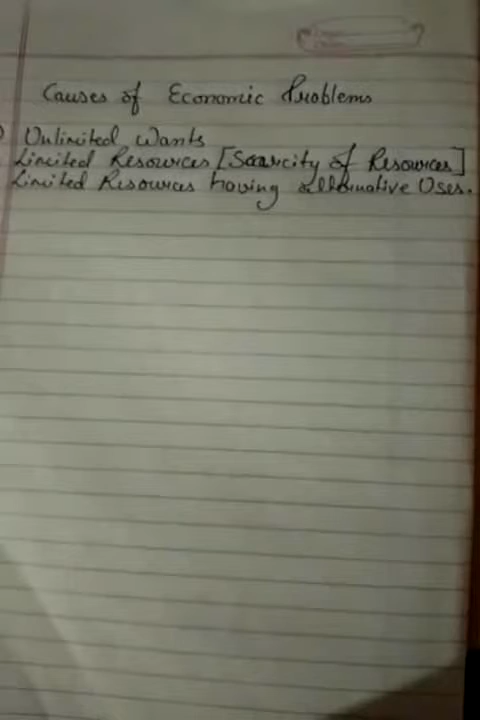 Causes of Economic Problems
Unlimited Wants
Limited Resources [Scarcity of Resources]
Limited Resources having alternative Uses.